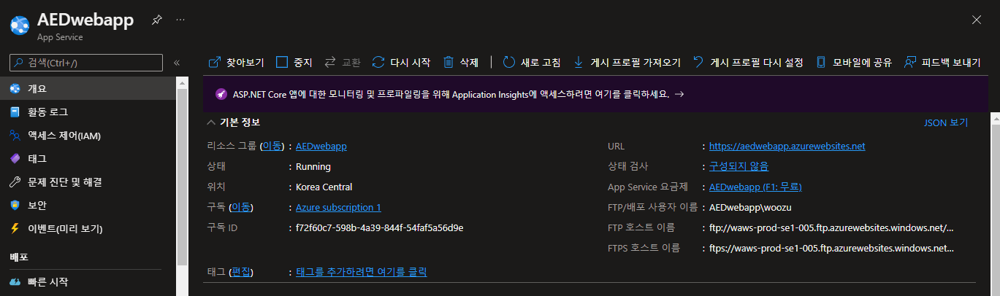 AEDwebapp
App Service
검색(Ctrl+/)
개요
활동 로그
액세스 제어(IAM)
태그
문제 진단 및 해결
보안
이벤트(미리 보기)
배포
빠른 시작
찾아보기 중지 교환 다시 시작 삭제 새로 고침 게시 프로필 가져오기 게시 프로필 다시 설정 모바일에 공유 피드백 보내기
ASP.NET Core 앱에 대한 모니터링 및 프로파일링을 위해 Application Insights에 액세스하려면 여기를 클릭하세요. →
기본 정보
JSON 보기
리소스 그룹 (이동) : AEDwebapp
상태 : Running
위치 : Korea Central
구독 (이동) : Azure subscription 1
구독 ID : f72f60c7-598b-4a39-844f-54faf5a56d9e
URL : https://aedwebapp.azurewebsites.net
상태 검사 : 구성되지 않음
App Service 요금제 : AEDwebapp (F1: 무료)
FTP/배포 사용자 이름 : AEDwebapp\woozu
FTP 호스트 이름 : ftp://waws-prod-se1-005.ftp.azurewebsites.windows.net/...
FTPS 호스트 이름 : ftps://waws-prod-se1-005.ftp.azurewebsites.windows.net...
태그 (편집) : 태그를 추가하려면 여기를 클릭